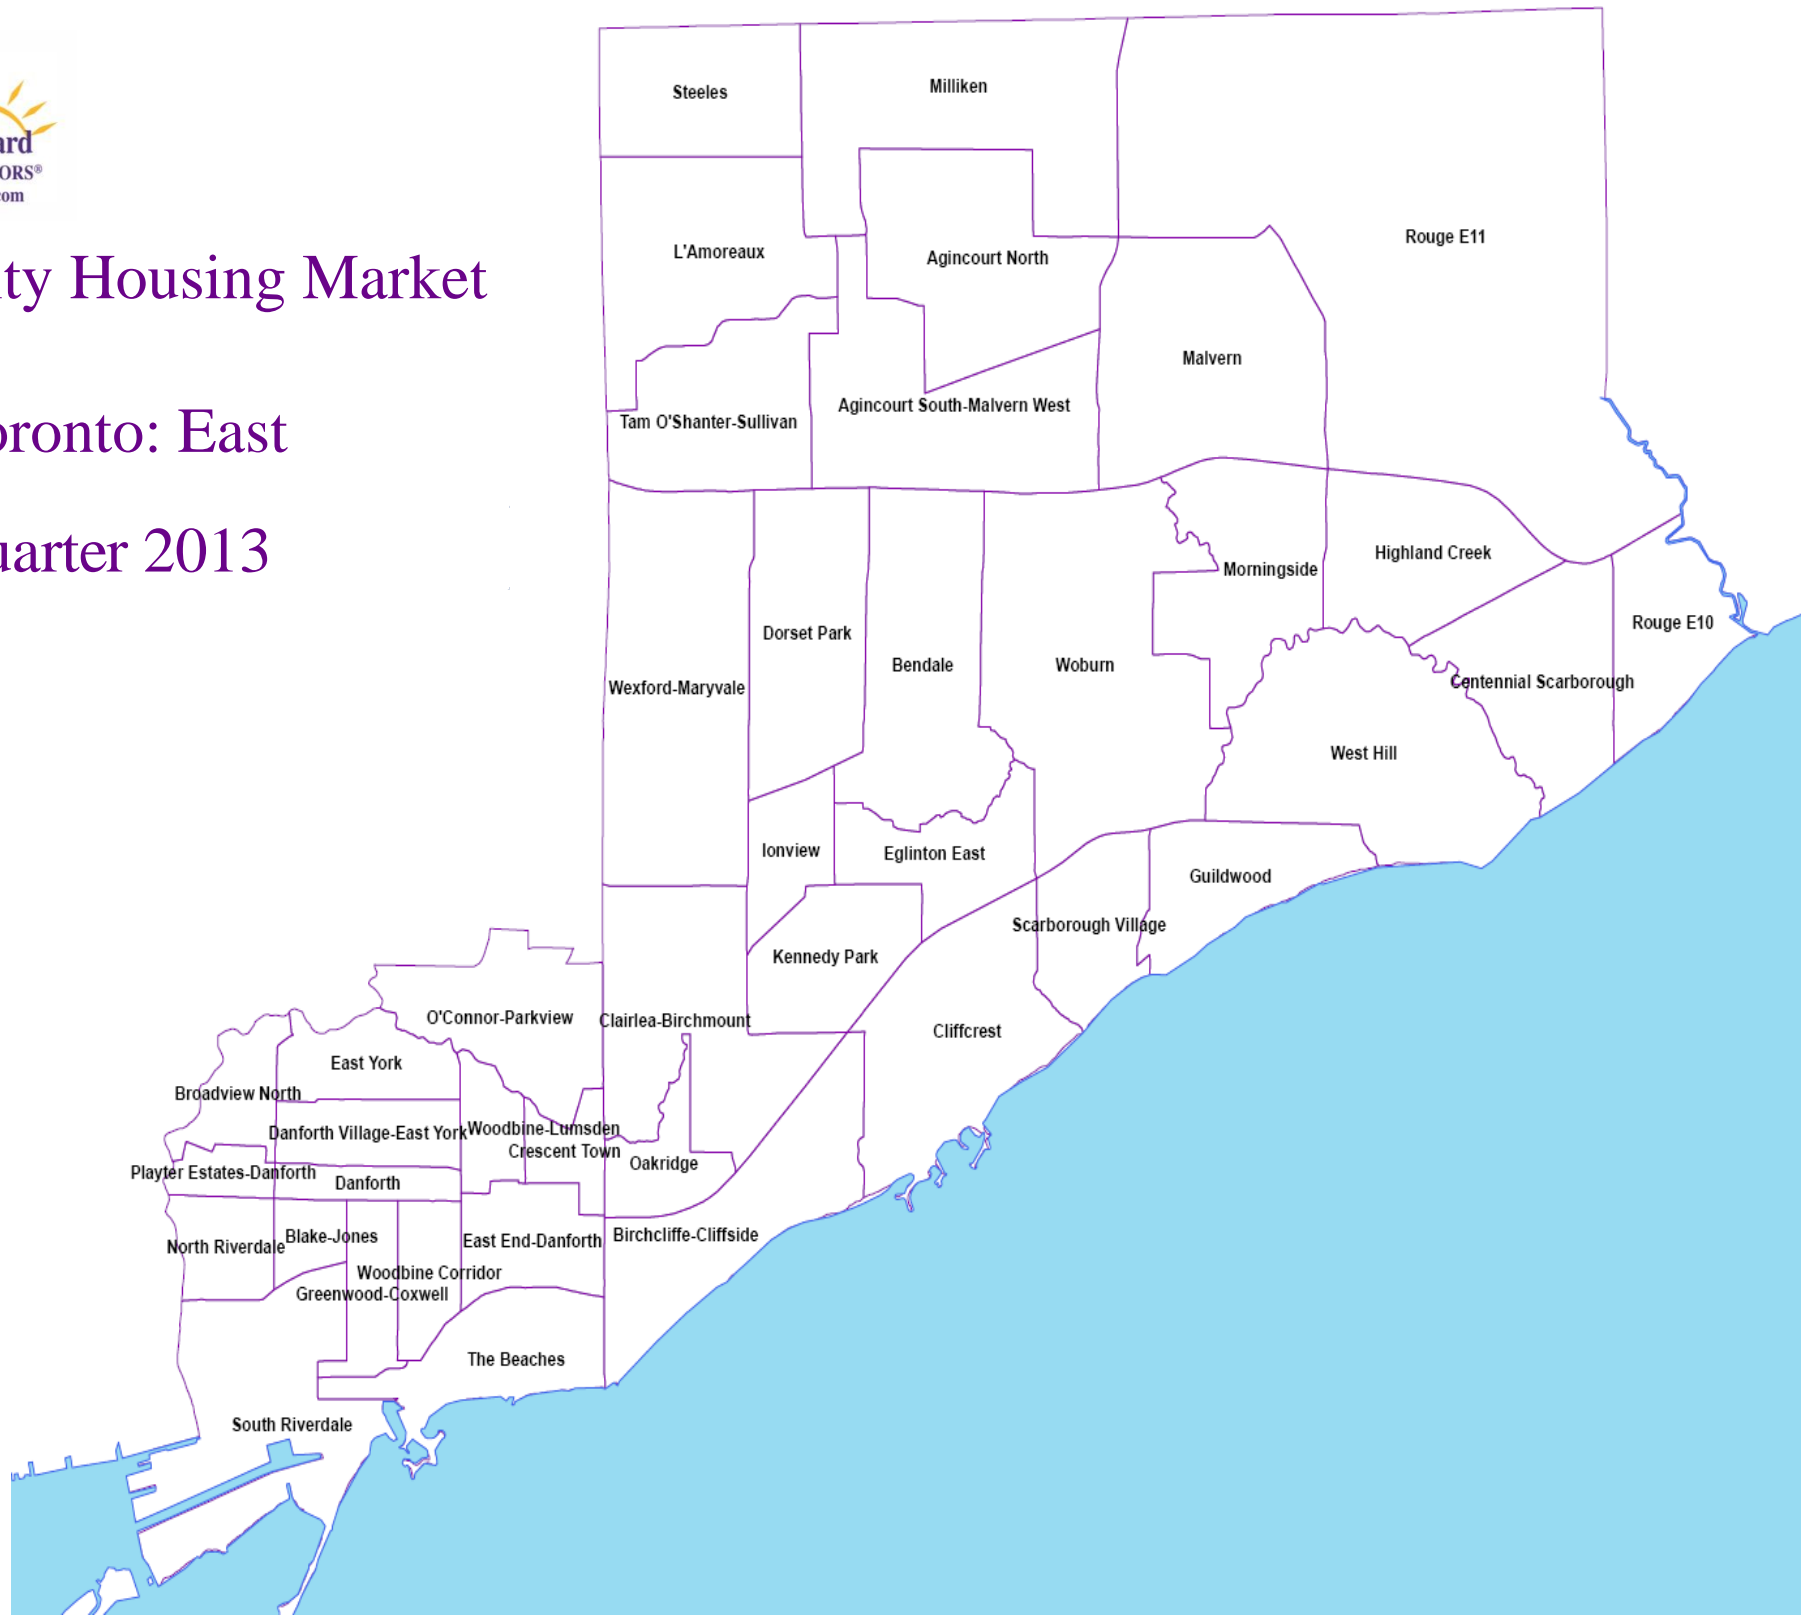 ard
ORS®
com
ty Housing Market
oronto: East
uarter 2013
Steeles
Milliken
Rouge E11
L'Amoreaux
Agincourt North
Malvern
Agincourt South-Malvern West
Tam O'Shanter-Sullivan
Highland Creek
Morningside
Rouge E10
Dorset Park
Bendale
Woburn
Centennial Scarborough
Wexford-Maryvale
West Hill
Ionview
Eglinton East
Guildwood
Scarborough Village
Kennedy Park
O'Connor-Parkview
Clairlea-Birchmount
Cliffcrest
East York
Broadview North
Danforth Village-East York
Woodbine-Lumsden
Crescent Town
Oakridge
Playter Estates-Danforth
Danforth
Blake-Jones
North Riverdale
East End-Danforth
Birchcliffe-Cliffside
Woodbine Corridor
Greenwood-Coxwell
The Beaches
South Riverdale